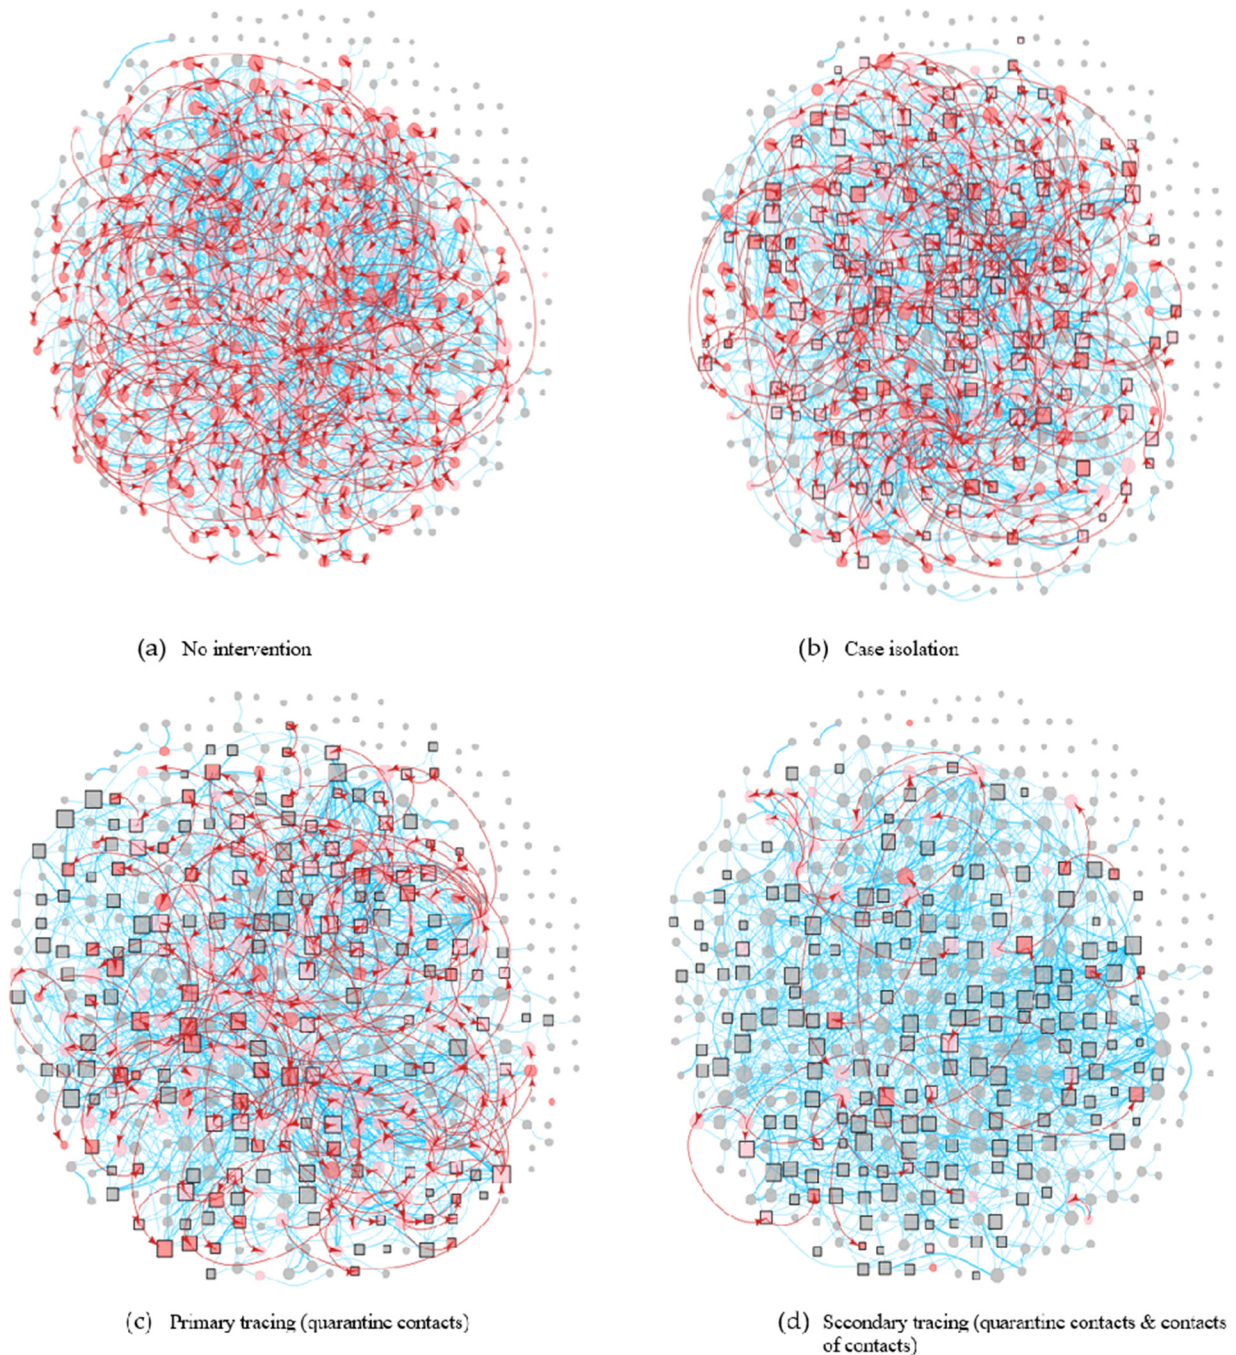 (a) No intervention
(b) Case isolation
(c) Primary tracing (quarantine contacts)
(d) Secondary tracing (quarantine contacts & contacts
of contacts)